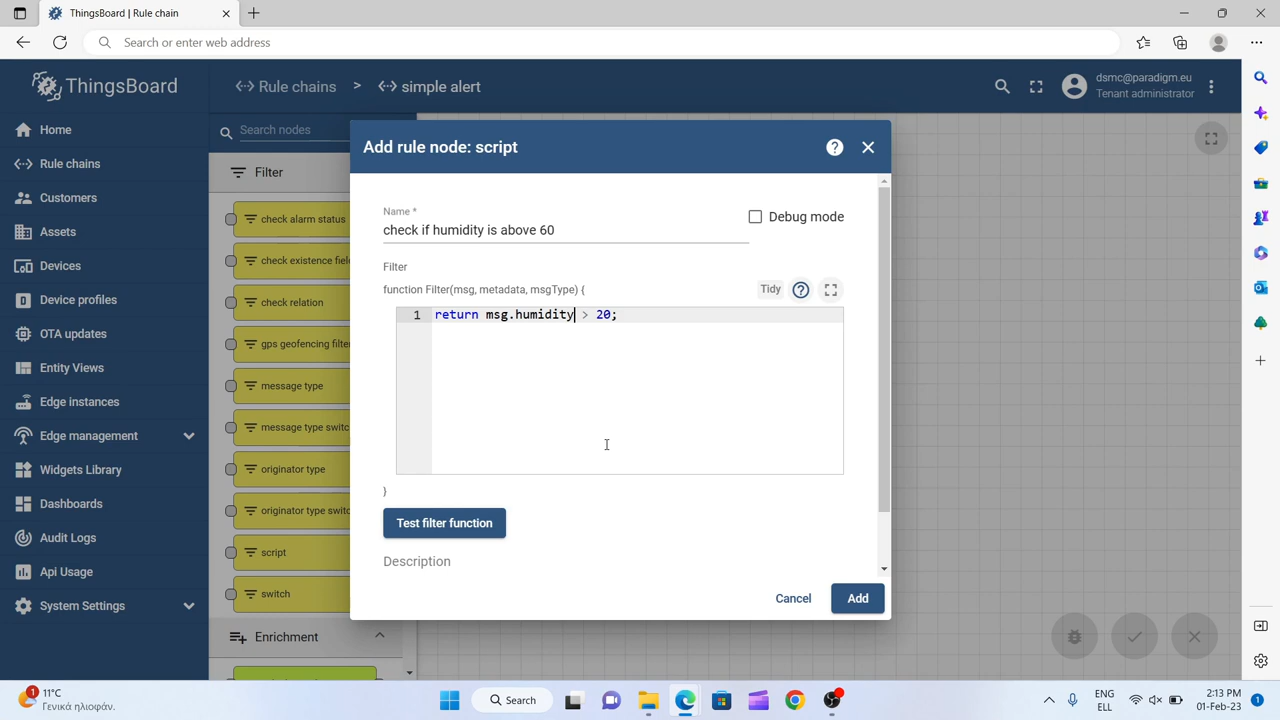 ThingsBoard | Rule chain
Search or enter web address
ThingsBoard
Rule chains > simple alert
dsmc@paradigm.eu
Tenant administrator
Home
Rule chains
Customers
Assets
Devices
Device profiles
OTA updates
Entity Views
Edge instances
Edge management
Widgets Library
Dashboards
Audit Logs
Api Usage
System Settings
Search nodes
Filter
check alarm status
check existence fiel
check relation
gps geofencing filte
message type
message type switc
originator type
originator type switc
script
switch
Enrichment
Add rule node: script
Name *
check if humidity is above 60
Debug mode
Filter
function Filter(msg, metadata, msgType) {
Tidy
1 return msg.humidity > 20;
}
Test filter function
Description
Cancel
Add
1
11°C
Γενικά ηλιοφάν.
Search
ENG
ELL
2:13 PM
01-Feb-23
1